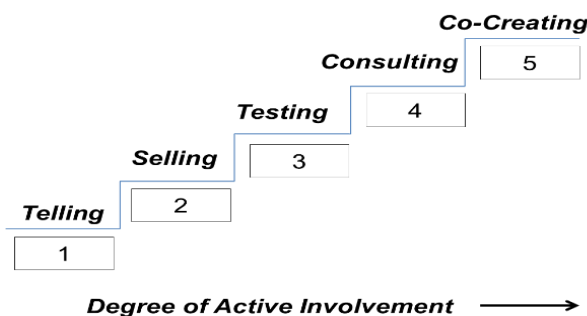 Co-Creating
5
Consulting
4
Testing
3
Selling
2
Telling
1
Degree of Active Involvement